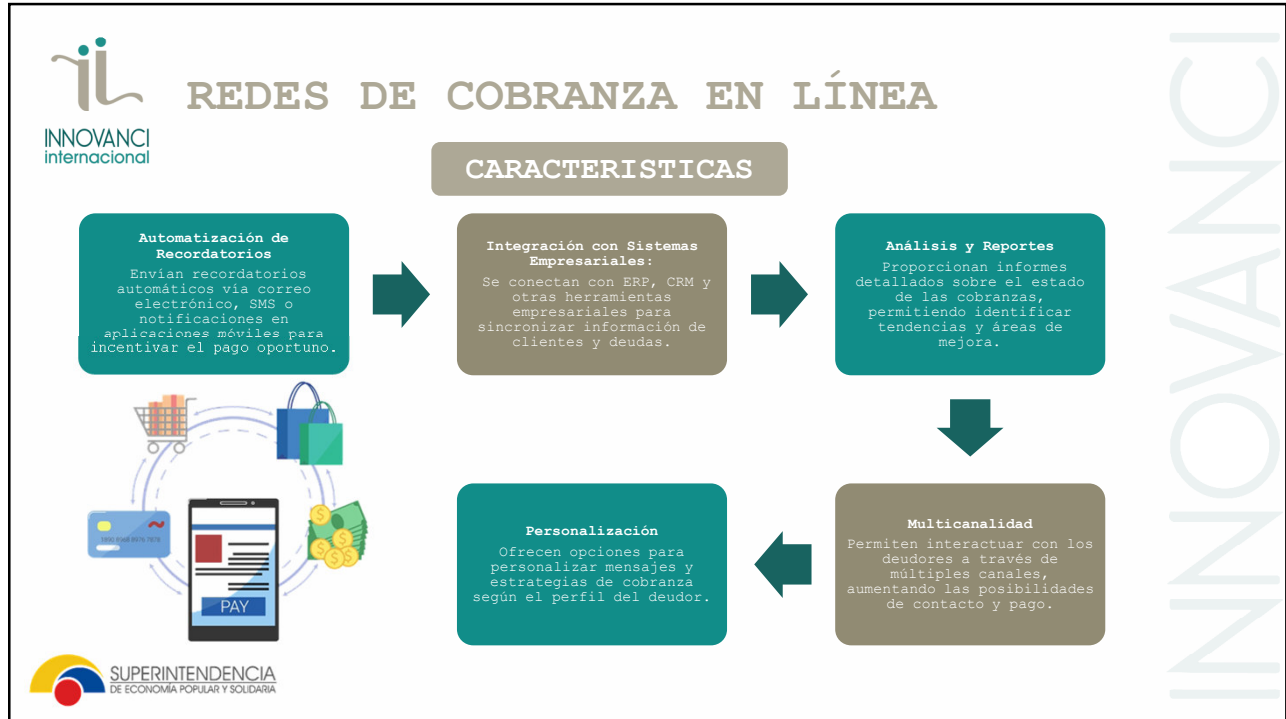 REDES DE COBRANZA EN LÍNEA
INNOVANCI
internacional
CARACTERISTICAS
Automatización de
Recordatorios
Envían recordatorios
automáticos vía correo
electrónico, SMS o
notificaciones en
aplicaciones móviles para
incentivar el pago oportuno.
Integración con Sistemas
Empresariales:
Se conectan con ERP, CRM y
otras herramientas
empresariales para
sincronizar información de
clientes y deudas.
Análisis y Reportes
Proporcionan informes
detallados sobre el estado
de las cobranzas,
permitiendo identificar
tendencias y áreas de
mejora.
Multicanalidad
Permiten interactuar con los
deudores a través de
múltiples canales,
aumentando las posibilidades
de contacto y pago.
Personalización
Ofrecen opciones para
personalizar mensajes y
estrategias de cobranza
según el perfil del deudor.
PAY
SUPERINTENDENCIA
DE ECONOMÍA POPULAR Y SOLIDARIA
INNOVANCI